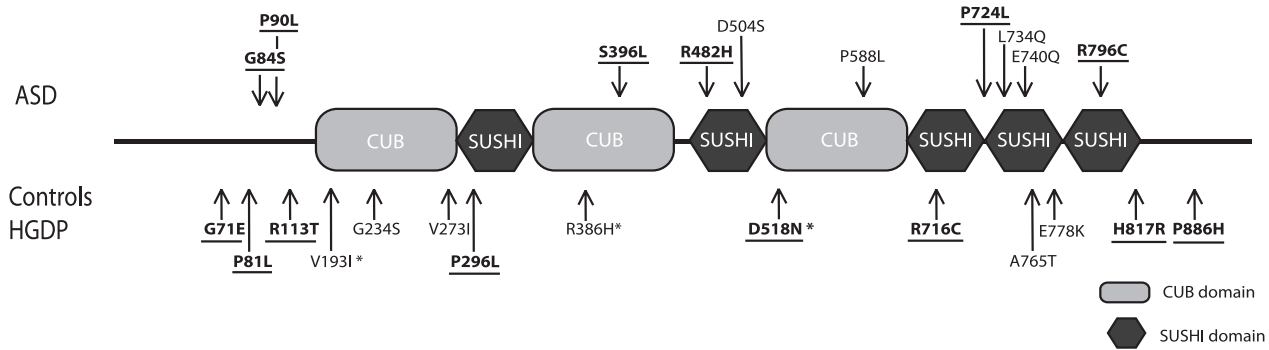 P90L
G84S
S396L
R482H
D504S
P588L
P724L
L734Q
E740Q
R796C
ASD
CUB
SUSHI
CUB
SUSHI
CUB
SUSHI
SUSHI
SUSHI
Controls
HGDP
G71E
P81L
R113T
V193I *
G234S
V273I
P296L
R386H*
D518N *
R716C
A765T
E778K
H817R
P886H
CUB domain
SUSHI domain